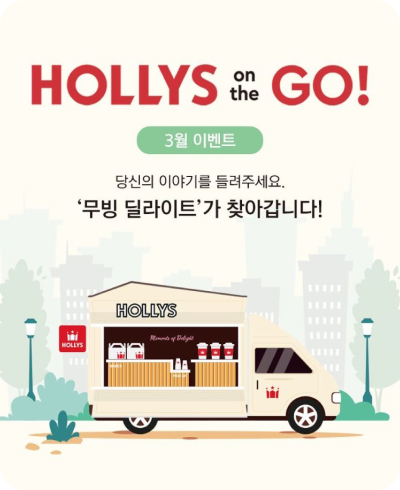 HOLLYS on the GO!
3월 이벤트
당신의 이야기를 들려주세요.
‘무빙 딜라이트’가 찾아갑니다!
HOLLYS
HOLLYS
Moments of Delight